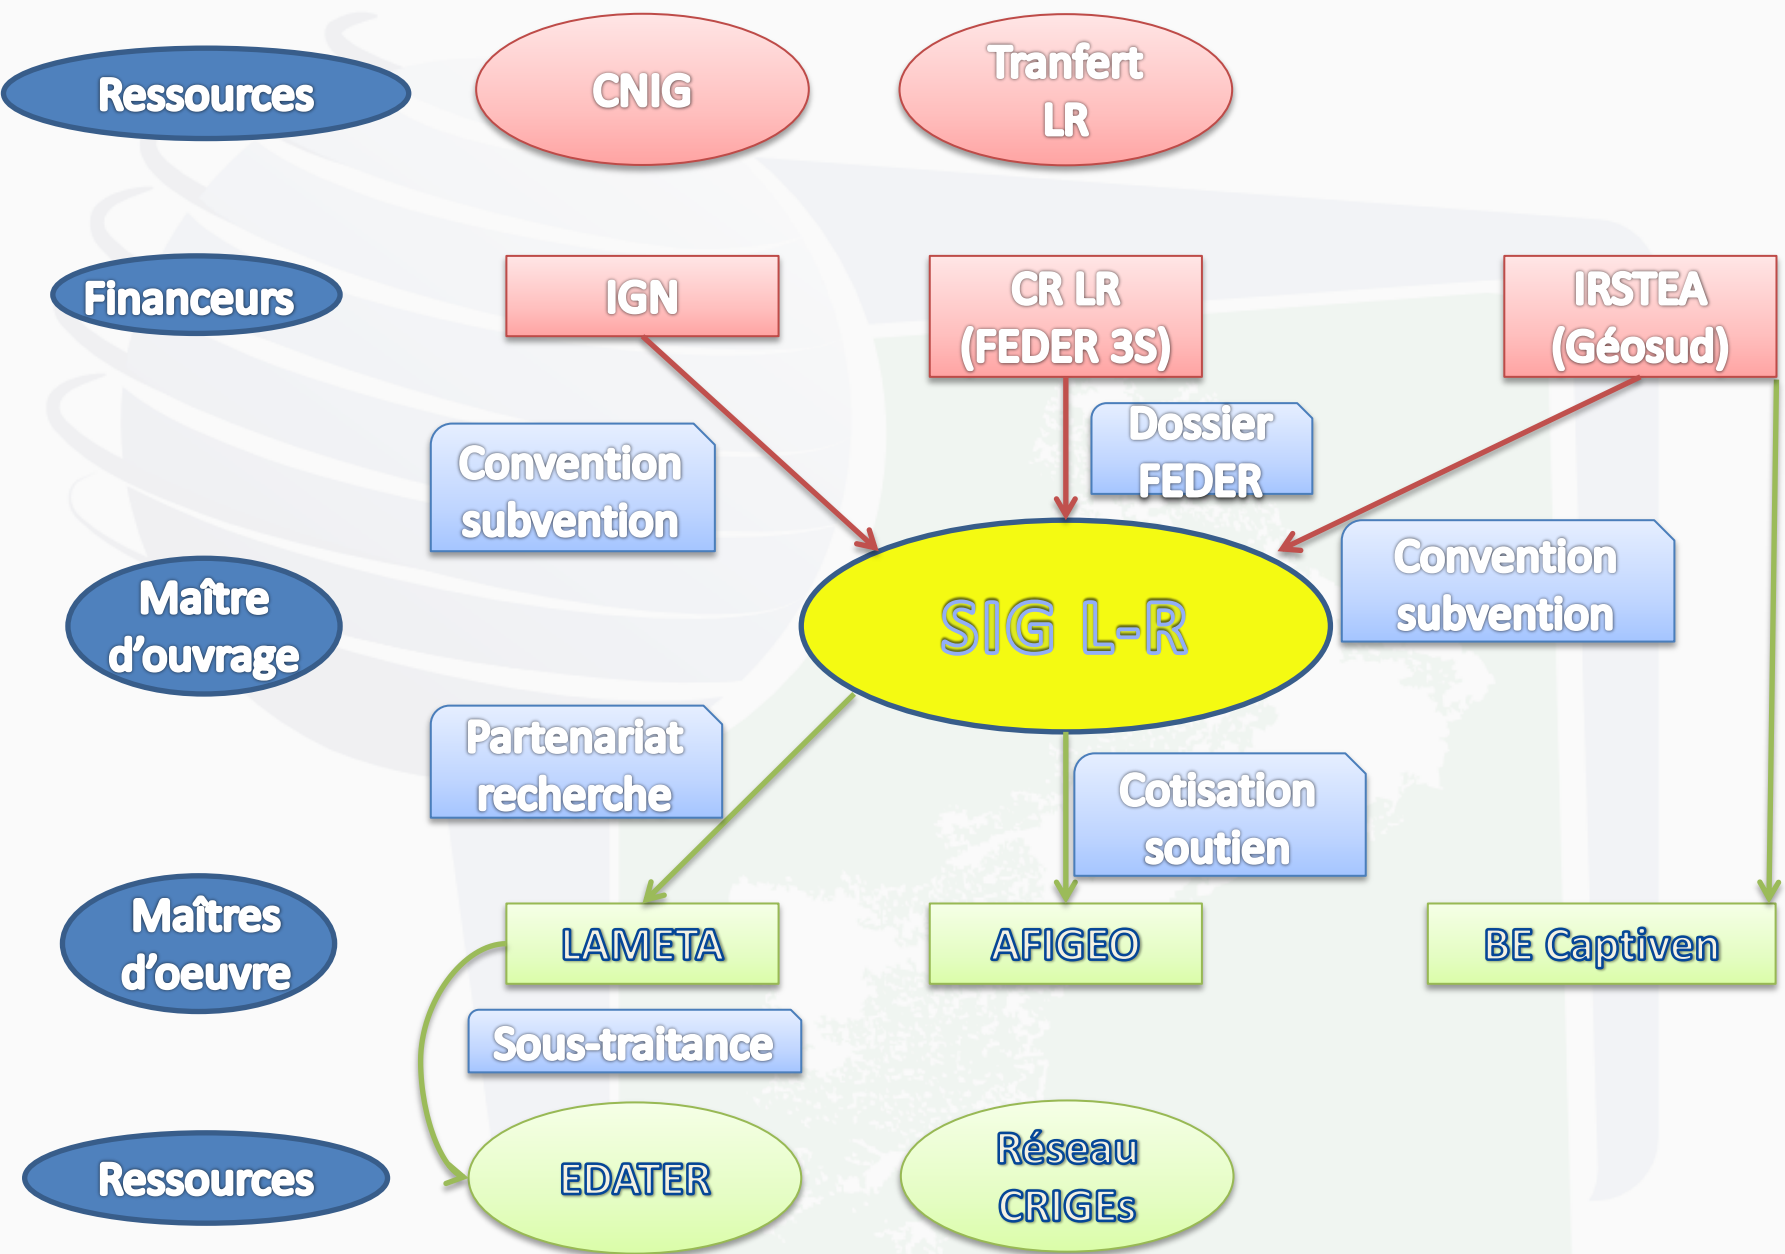 Ressources
CNIG
Tranfert
LR
Financeurs
IGN
CR LR
(FEDER 3S)
IRSTEA
(Géosud)
Convention
subvention
Dossier
FEDER
Convention
subvention
Maître
d’ouvrage
SIG L-R
Partenariat
recherche
Cotisation
soutien
Maîtres
d’oeuvre
LAMETA
AFIGEO
BE Captiven
Sous-traitance
Ressources
EDATER
Réseau
CRIGEs